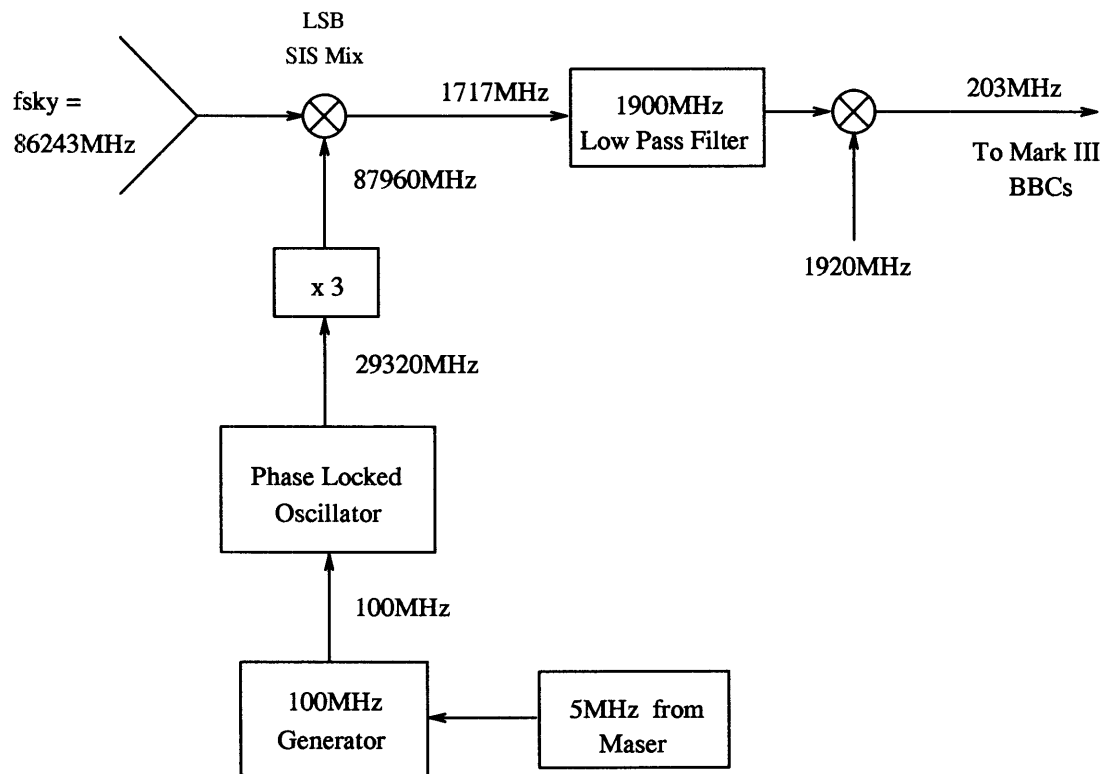 LSB
SIS Mix
fsky =
86243MHz
1717MHz
1900MHz
Low Pass Filter
203MHz
To Mark III
BBCs
87960MHz
1920MHz
x 3
29320MHz
Phase Locked
Oscillator
100MHz
100MHz
Generator
5MHz from
Maser